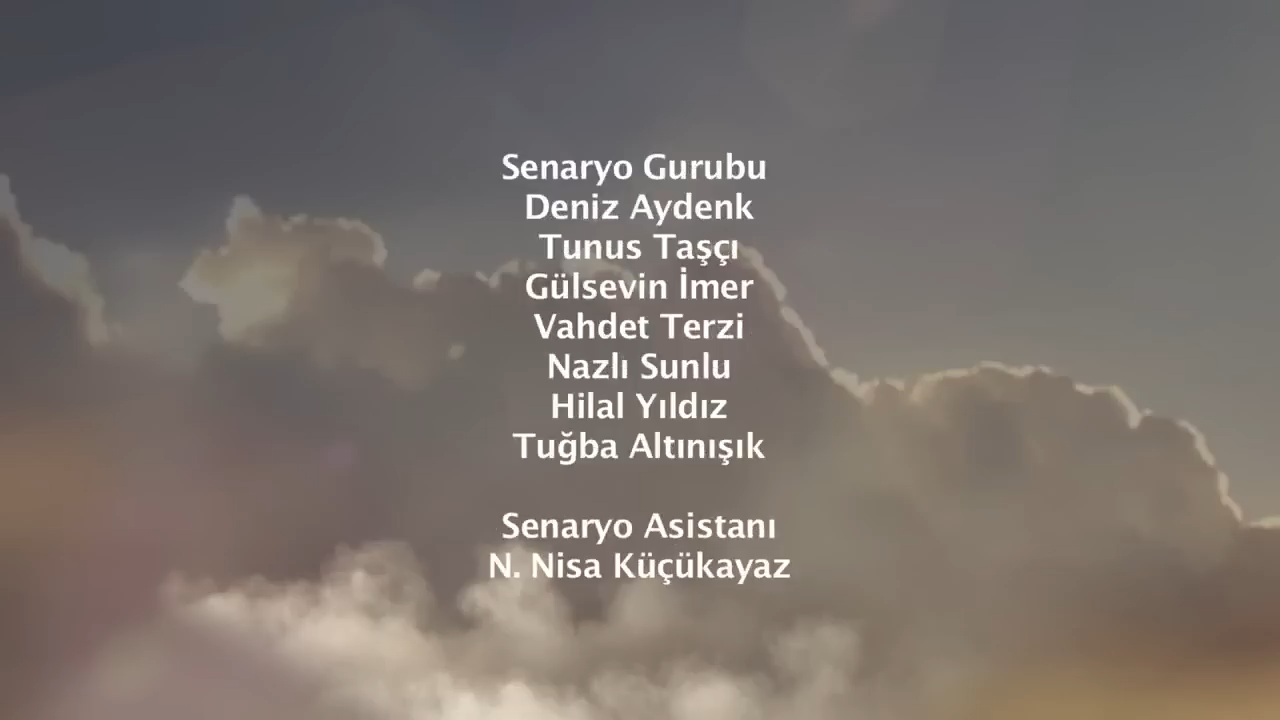 Senaryo Gurubu
Deniz Aydenk
Tunus Taşçı
Gülsevin İmer
Vahdet Terzi
Nazlı Sunlu
Hilal Yıldız
Tuğba Altınışık
Senaryo Asistanı
N. Nisa Küçükayaz